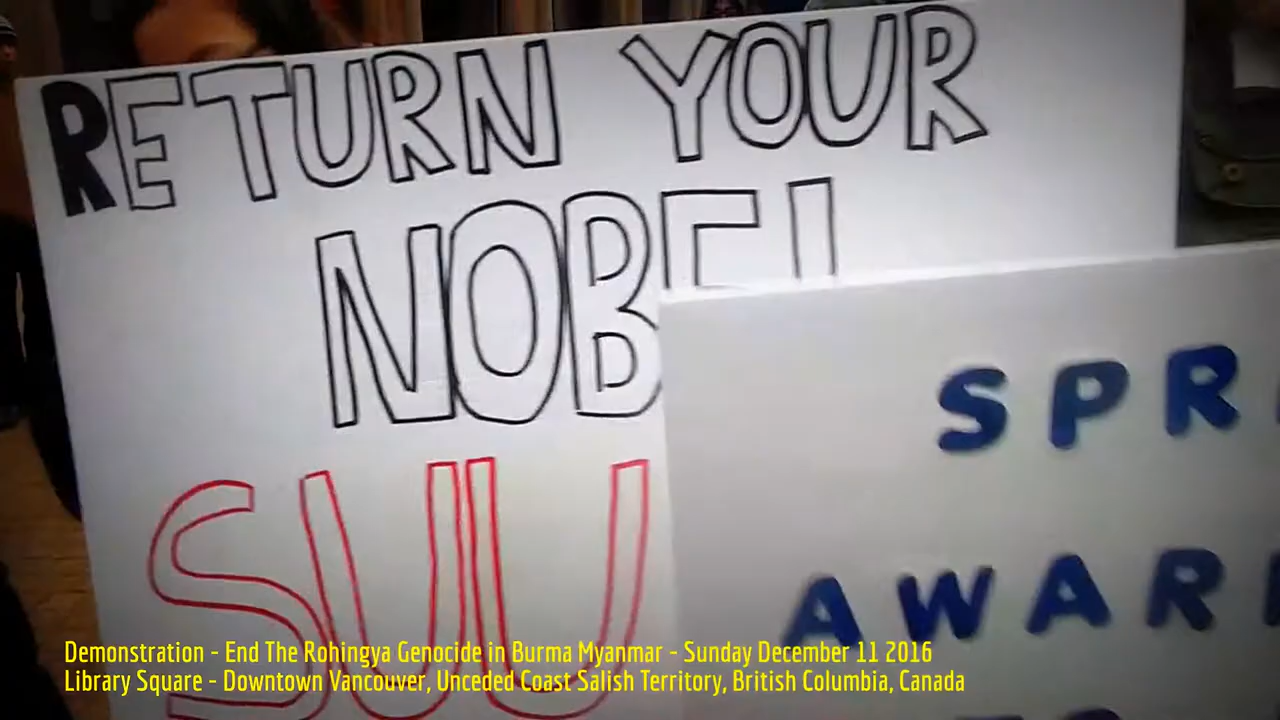 RETURN YOUR
NOBEL
SUU
SPR
AWAR
Demonstration - End The Rohingya Genocide in Burma Myanmar - Sunday December 11 2016
Library Square - Downtown Vancouver, Unceded Coast Salish Territory, British Columbia, Canada